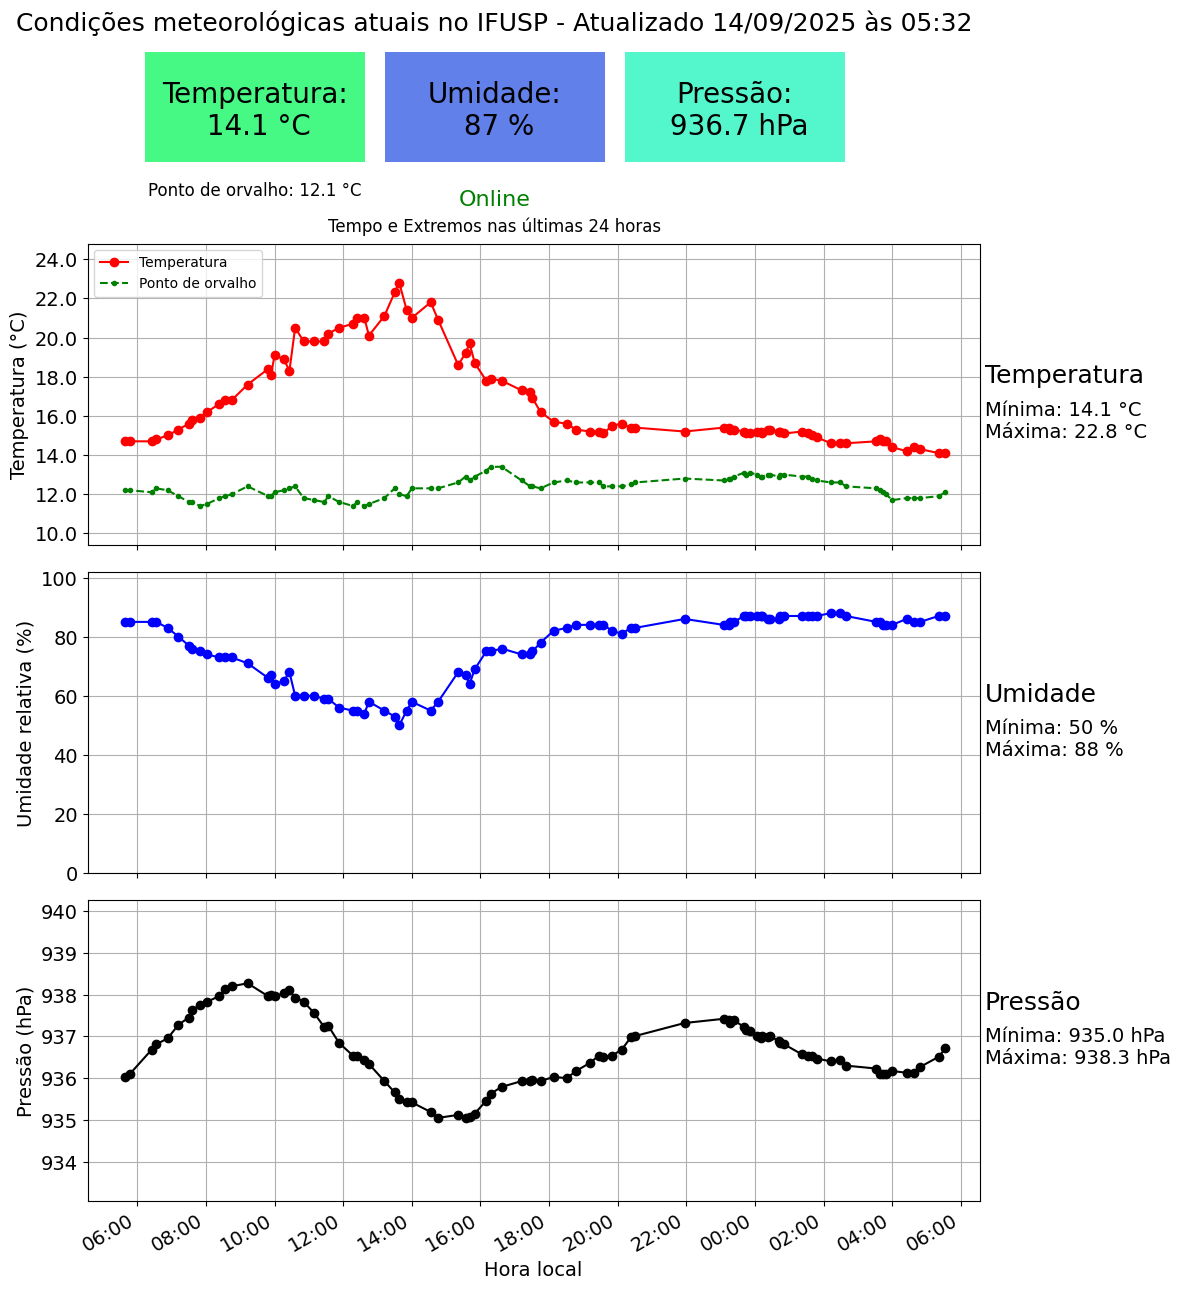 Condições meteorológicas atuais no IFUSP - Atualizado 14/09/2025 às 05:32
Temperatura:
14.1 °C
Umidade:
87 %
Pressão:
936.7 hPa
Ponto de orvalho: 12.1 °C
Online
Tempo e Extremos nas últimas 24 horas
Temperatura
Ponto de orvalho
Temperatura (°C)
24.0
22.0
20.0
18.0
16.0
14.0
12.0
10.0
Temperatura
Mínima: 14.1 °C
Máxima: 22.8 °C
Umidade relativa (%)
100
80
60
40
20
0
Umidade
Mínima: 50 %
Máxima: 88 %
Pressão (hPa)
940
939
938
937
936
935
934
Pressão
Mínima: 935.0 hPa
Máxima: 938.3 hPa
06:00 08:00 10:00 12:00 14:00 16:00 18:00 20:00 22:00 00:00 02:00 04:00 06:00
Hora local